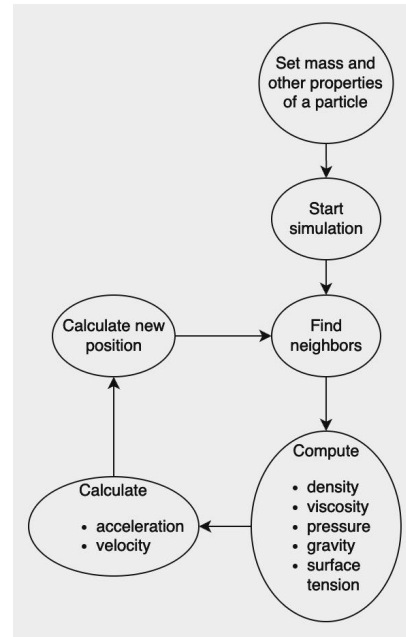 Set mass and
other properties
of a particle
Start
simulation
Calculate new
position
Find
neighbors
Compute
• density
• viscosity
• pressure
• gravity
• surface
tension
Calculate
• acceleration
• velocity